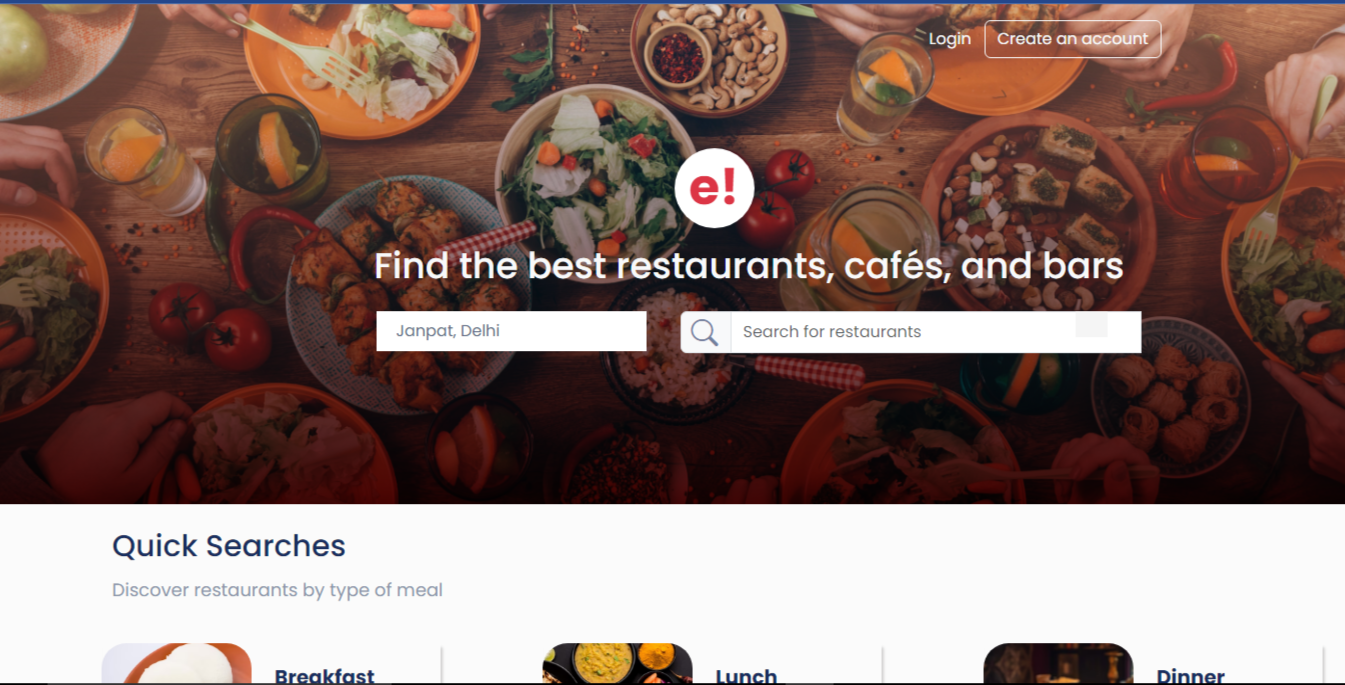 Login Create an account
e!
Find the best restaurants, cafés, and bars
Janpat, Delhi
Search for restaurants
Quick Searches
Discover restaurants by type of meal
Breakfast
Lunch
Dinner